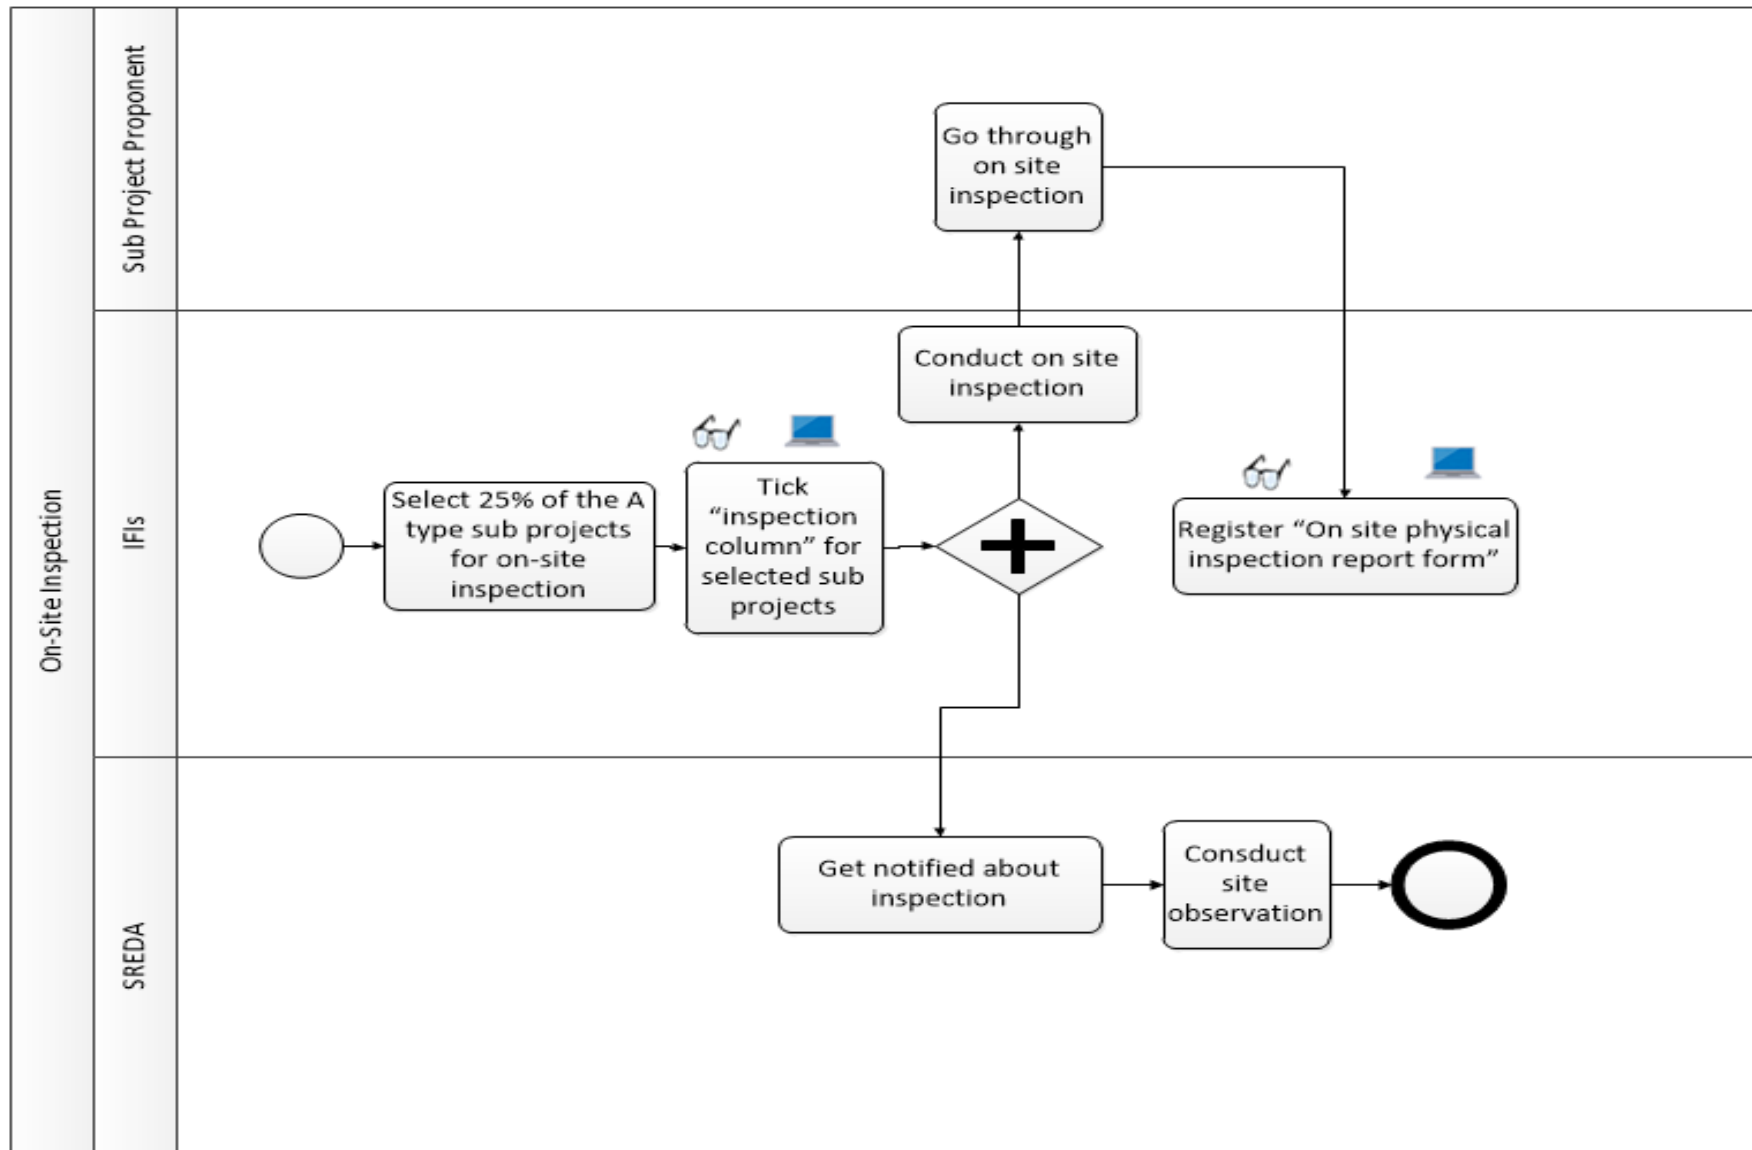 On-Site Inspection
Sub Project Proponent
Go through
on site
inspection
IFIs
Conduct on site
inspection
Select 25% of the A
type sub projects
for on-site
inspection
Tick
“inspection
column” for
selected sub
projects
Register “On site physical
inspection report form”
SREDA
Get notified about
inspection
Consduct
site
observation